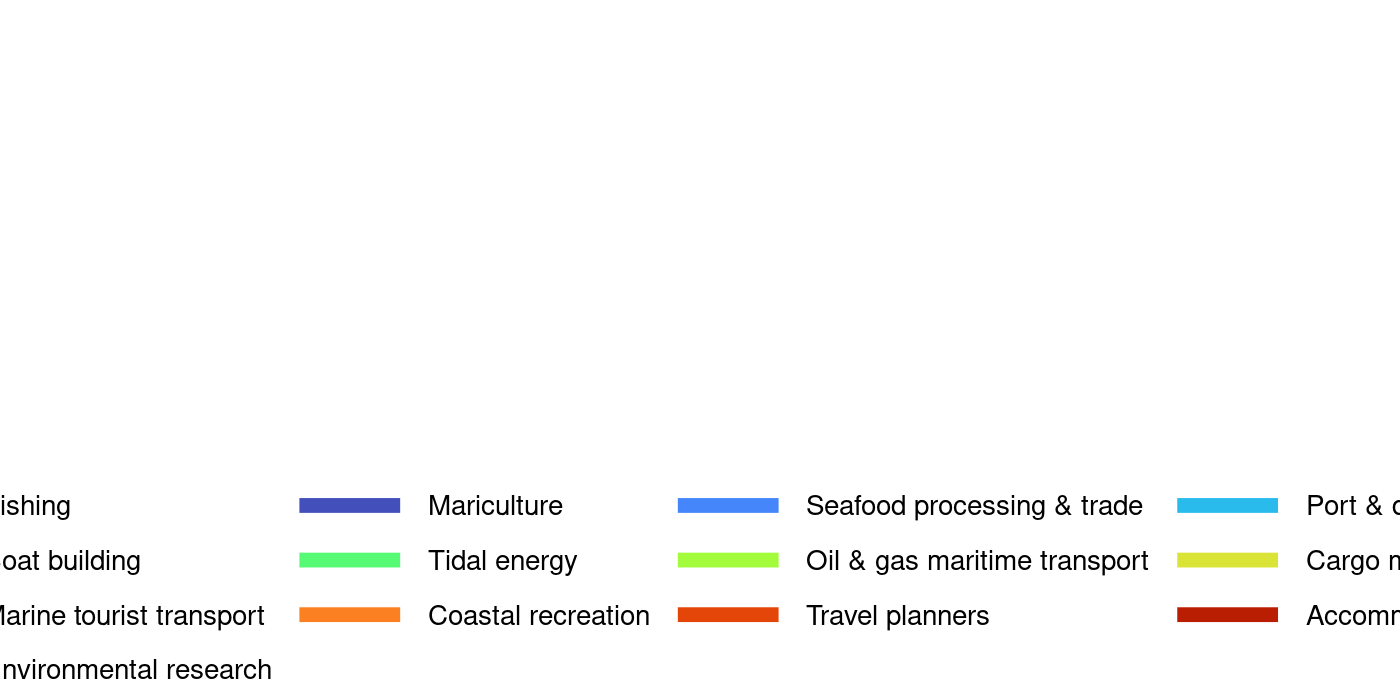 ishing Mariculture Seafood processing & trade Port &
oat building Tidal energy Oil & gas maritime transport Cargo
arine tourist transport Coastal recreation Travel planners
nvironmental research